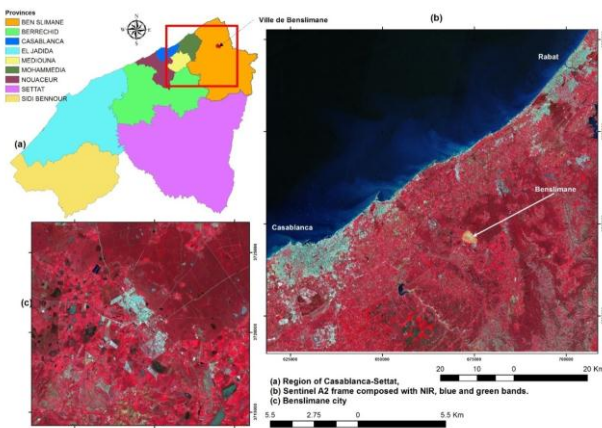 Provinces
BEN SLIMANE
BERRECHID
CASABLANCA
EL JADIDA
MEDIOUNA
MOHAMMEDIA
NOUACEUR
SETTAT
SIDI BENNOUR
Ville de Benslimane
(a)
(b)
Rabat
Benslimane
Casablanca
(c)
20 10 0 20 Km
(a) Region of Casablanca-Settat,
(b) Sentinel A2 frame composed with NIR, blue and green bands.
(c) Benslimane city
5.5 2.75 0 5.5 Km